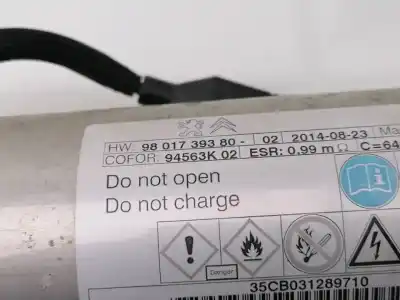 HW 98 017 393 80 - 02 2014-08-23
COFOR. 94563K 02 ESR: 0.99 mΩ C=64
Do not open
Do not charge
Danger
35CB031289710